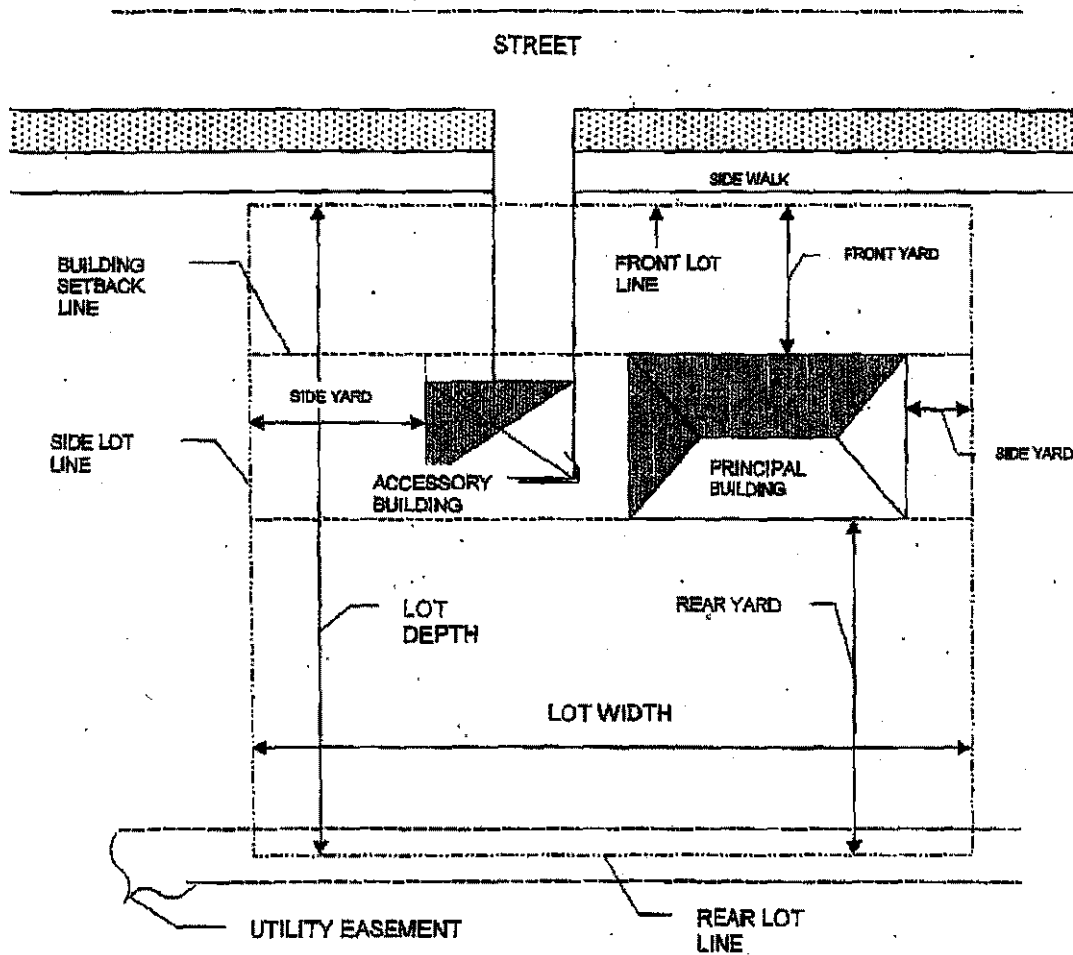 STREET
SIDE WALK
BUILDING
SETBACK
LINE
FRONT LOT
LINE
FRONT YARD
SIDE YARD
SIDE LOT
LINE
ACCESSORY
BUILDING
PRINCIPAL
BUILDING
SIDE YARD
LOT
DEPTH
REAR YARD
LOT WIDTH
UTILITY EASEMENT
REAR LOT
LINE